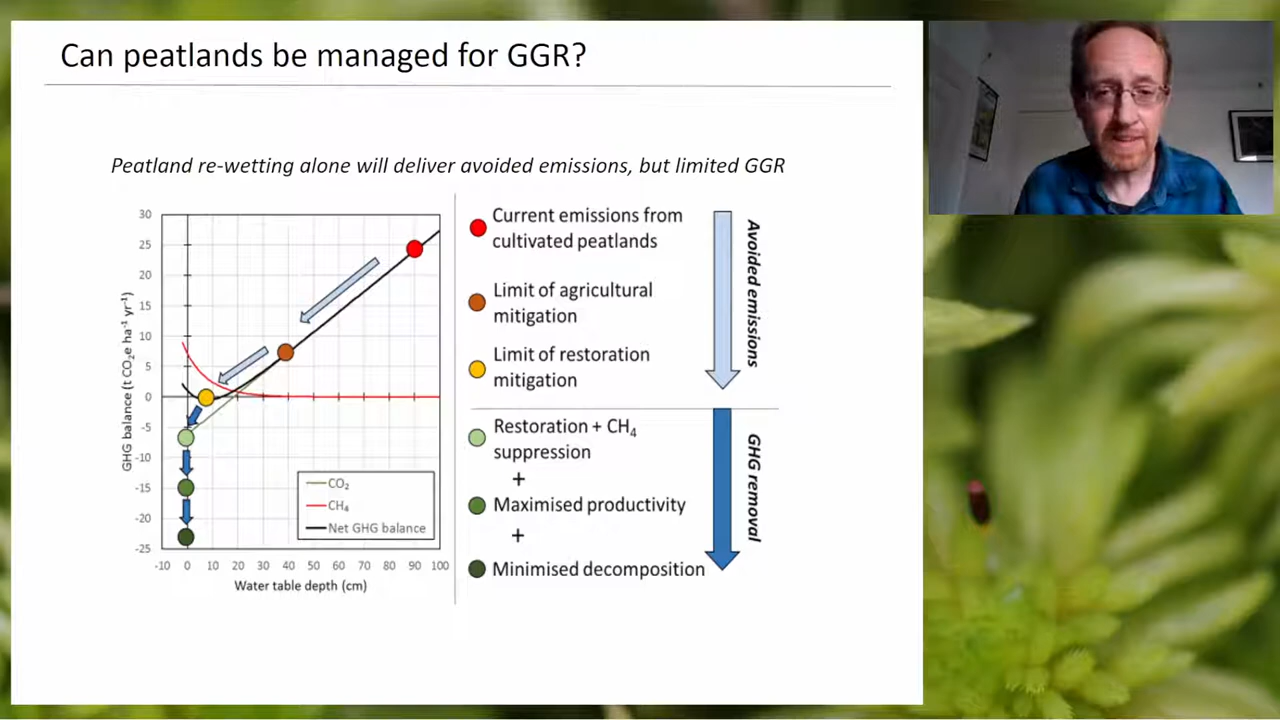 Can peatlands be managed for GGR?
Peatland re-wetting alone will deliver avoided emissions, but limited GGR
GHG balance (t CO₂e ha⁻¹ yr⁻¹)
30
25
20
15
10
5
0
-5
-10
-15
-20
-25
CO₂
CH₄
Net GHG balance
-10 0 10 20 30 40 50 60 70 80 90 100
Water table depth (cm)
Current emissions from
cultivated peatlands
Limit of agricultural
mitigation
Limit of restoration
mitigation
Avoided emissions
Restoration + CH₄
suppression
+
Maximised productivity
+
Minimised decomposition
GHG removal